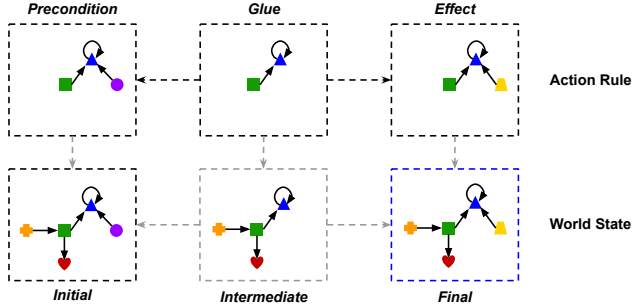 Precondition
Glue
Effect
Action Rule
World State
Initial
Intermediate
Final